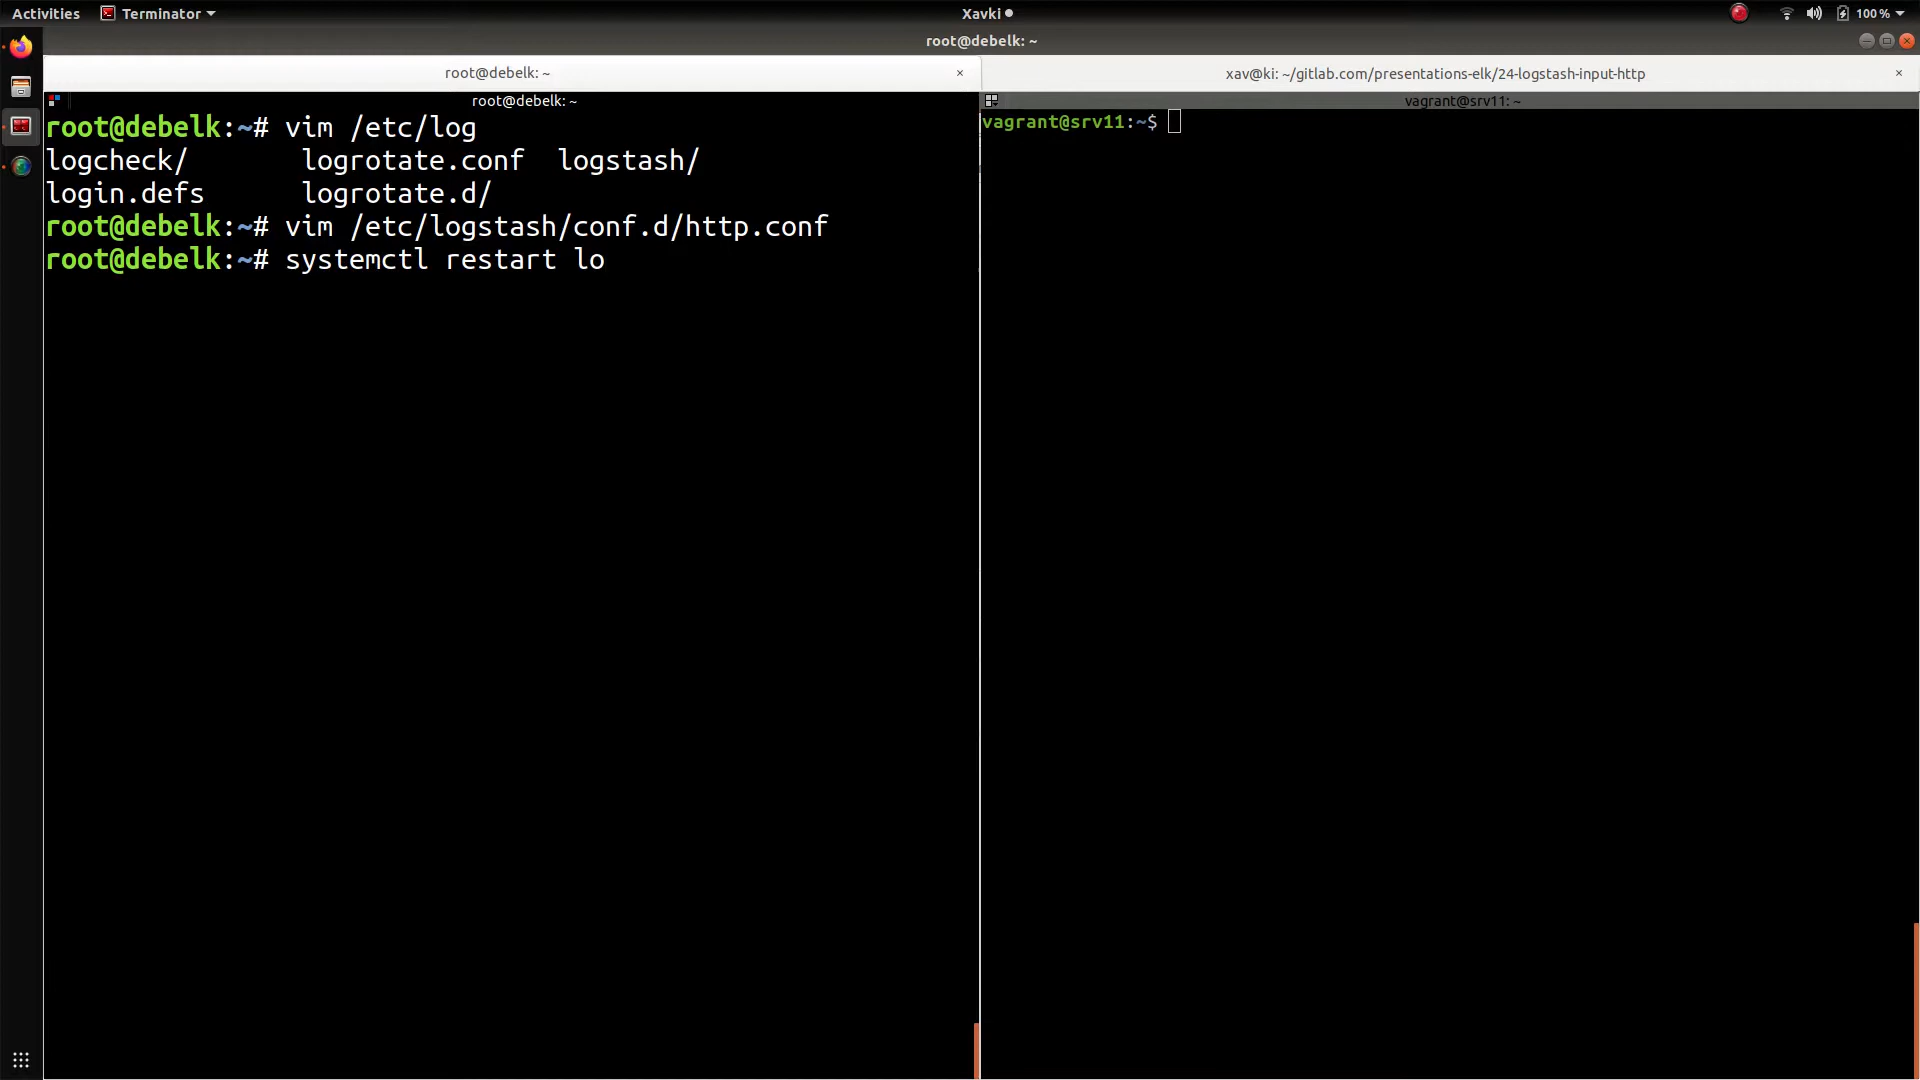 Activities Terminator Xavki 100 %
root@debelk: ~
root@debelk: ~ × xav@ki: ~/gitlab.com/presentations-elk/24-logstash-input-http ×
root@debelk: ~ vagrant@srv11: ~
root@debelk:~# vim /etc/log
logcheck/ logrotate.conf logstash/
login.defs logrotate.d/
root@debelk:~# vim /etc/logstash/conf.d/http.conf
root@debelk:~# systemctl restart lo
vagrant@srv11:~$